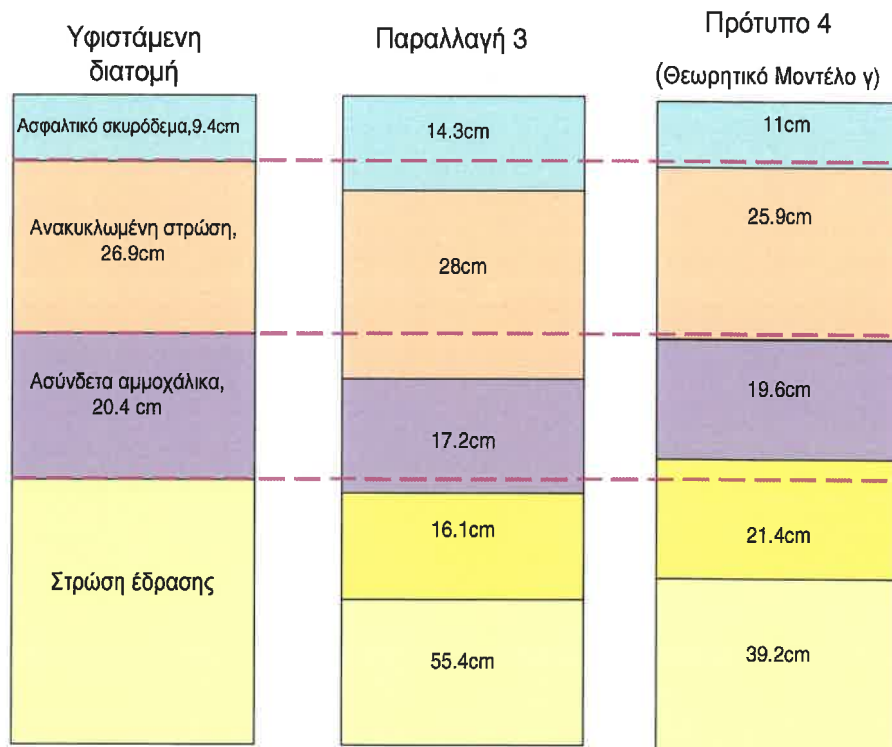 Υφιστάμενη
διατομή
Ασφαλτικό σκυρόδεμα,9.4cm
Ανακυκλωμένη στρώση,
26.9cm
Ασύνδετα αμμοχάλικα,
20.4 cm
Στρώση έδρασης
Παραλλαγή 3
14.3cm
28cm
17.2cm
16.1cm
55.4cm
Πρότυπο 4
(Θεωρητικό Μοντέλο γ)
11cm
25.9cm
19.6cm
21.4cm
39.2cm